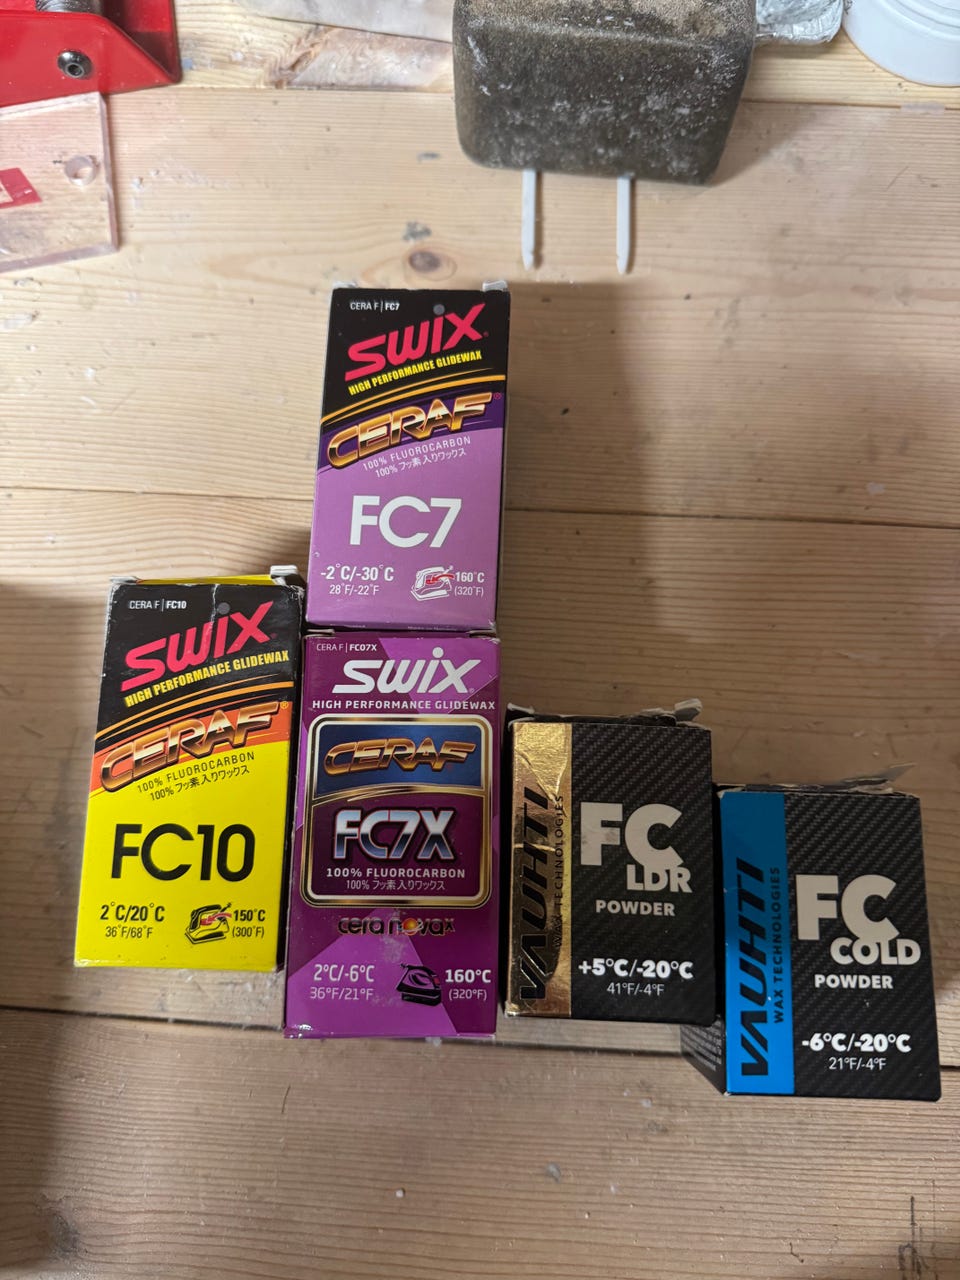 CERA F | FC7
SWIX
HIGH PERFORMANCE GLIDEWAX
CERAF®
100% FLUOROCARBON
100% フッ素入りワックス
FC7
-2°C/-30°C
28°F/-22°F
160°C
(320°F)
CERA F | FC10
SWIX
HIGH PERFORMANCE GLIDEWAX
CERAF®
100% FLUOROCARBON
100% フッ素入りワックス
FC10
2°C/20°C
36°F/68°F
150°C
(300°F)
CERA F | FC07X
SWIX
HIGH PERFORMANCE GLIDEWAX
CERAF
FC7X
100% FLUOROCARBON
100% フッ素入りワックス
cera novax
2°C/-6°C
36°F/21°F
160°C
(320°F)
VAUHTI
WAX TECHNOLOGIES
FC
LDR
POWDER
+5°C/-20°C
41°F/-4°F
VAUHTI
WAX TECHNOLOGIES
FC
COLD
POWDER
-6°C/-20°C
21°F/-4°F